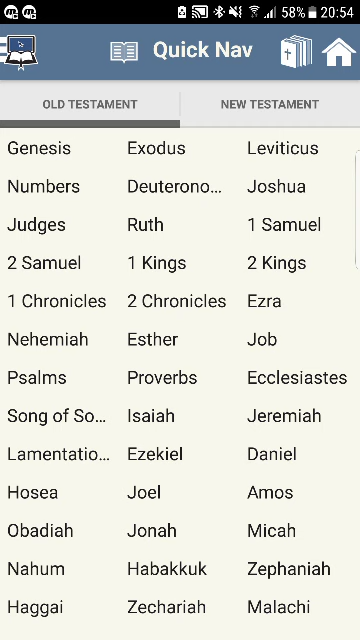 58% 20:54
Quick Nav
OLD TESTAMENT NEW TESTAMENT
Genesis Exodus Leviticus
Numbers Deuterono... Joshua
Judges Ruth 1 Samuel
2 Samuel 1 Kings 2 Kings
1 Chronicles 2 Chronicles Ezra
Nehemiah Esther Job
Psalms Proverbs Ecclesiastes
Song of So... Isaiah Jeremiah
Lamentatio... Ezekiel Daniel
Hosea Joel Amos
Obadiah Jonah Micah
Nahum Habakkuk Zephaniah
Haggai Zechariah Malachi